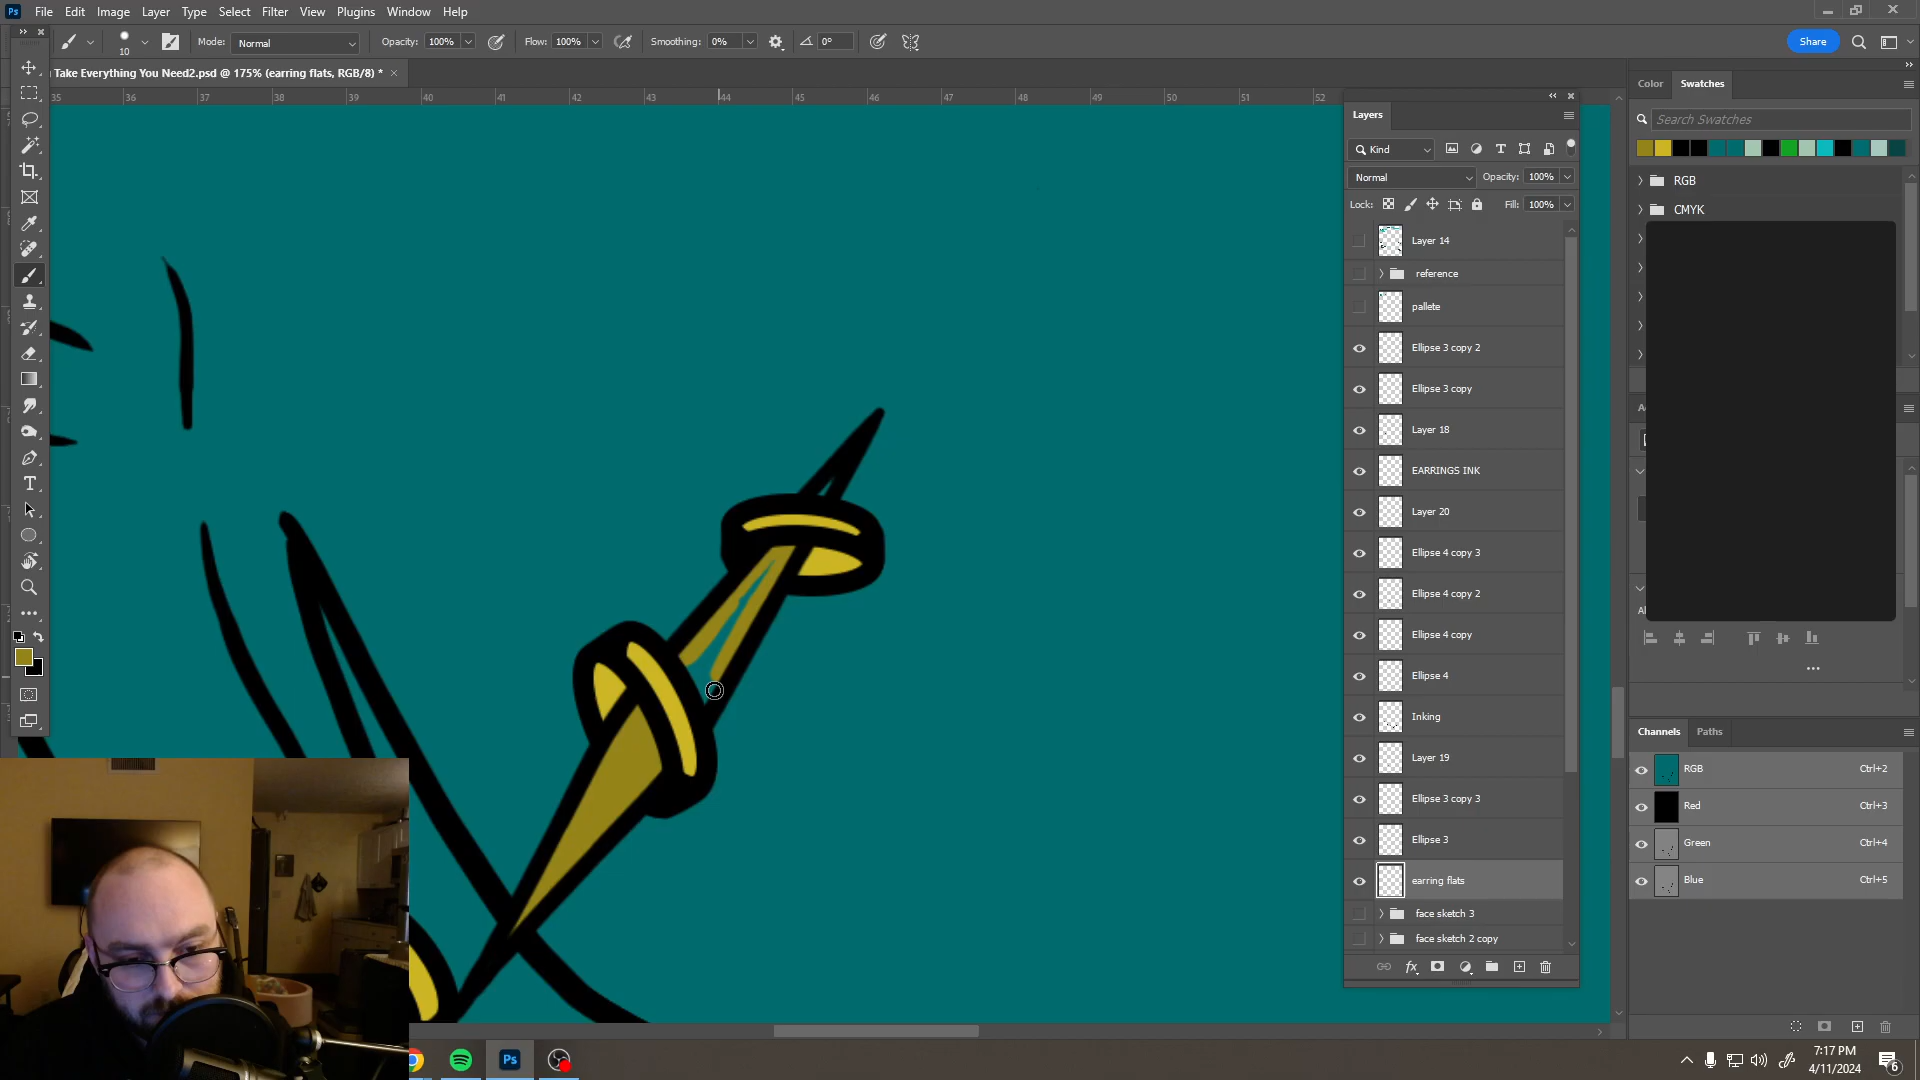 Ps File Edit Image Layer Type Select Filter View Plugins Window Help
10 Mode: Normal Opacity: 100% Flow: 100% Smoothing: 0% 0° Share
Take Everything You Need2.psd @ 175% (earring flats, RGB/8) *
35 36 37 38 39 40 41 42 43 44 45 46 47 48 49 50 51 52
Layers
Kind
Normal Opacity: 100%
Lock: Fill: 100%
Layer 14
reference
pallete
Ellipse 3 copy 2
Ellipse 3 copy
Layer 18
EARRINGS INK
Layer 20
Ellipse 4 copy 3
Ellipse 4 copy 2
Ellipse 4 copy
Ellipse 4
Inking
Layer 19
Ellipse 3 copy 3
Ellipse 3
earring flats
face sketch 3
face sketch 2 copy
fx
Color Swatches
Search Swatches
RGB
CMYK
Channels Paths
RGB Ctrl+2
Red Ctrl+3
Green Ctrl+4
Blue Ctrl+5
Ps
7:17 PM
4/11/2024
6